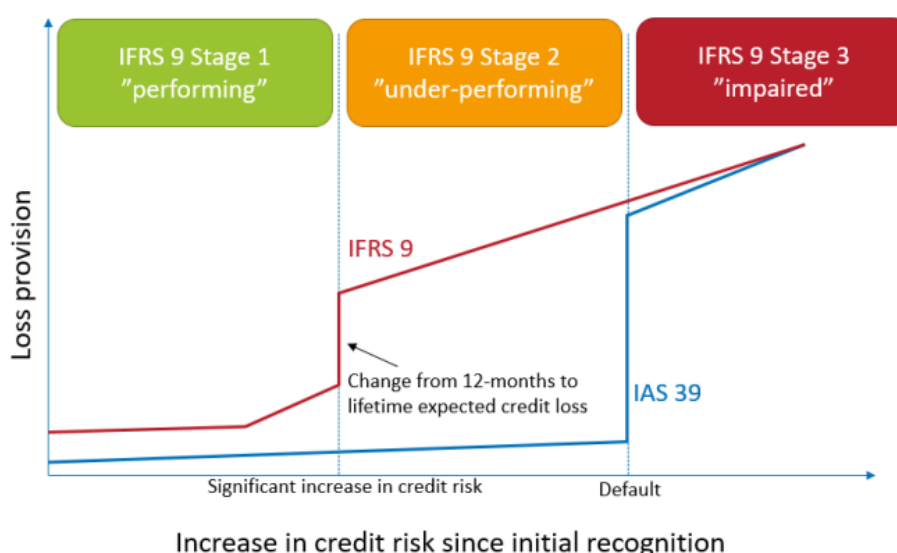 IFRS 9 Stage 1
”performing”
IFRS 9 Stage 2
”under-performing”
IFRS 9 Stage 3
”impaired”
Loss provision
IFRS 9
Change from 12-months to
lifetime expected credit loss
IAS 39
Significant increase in credit risk
Default
Increase in credit risk since initial recognition